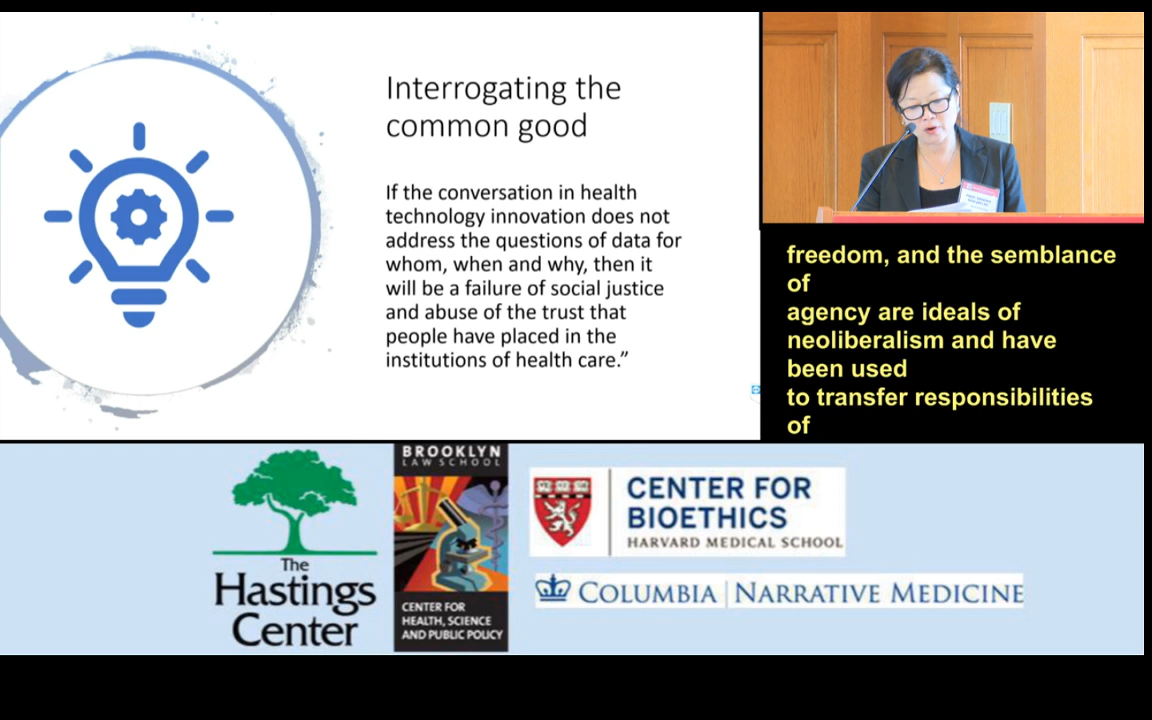 Interrogating the
common good
If the conversation in health
technology innovation does not
address the questions of data for
whom, when and why, then it
will be a failure of social justice
and abuse of the trust that
people have placed in the
institutions of health care.”
freedom, and the semblance
of
agency are ideals of
neoliberalism and have
been used
to transfer responsibilities
of
The
Hastings
Center
BROOKLYN
LAW SCHOOL
CENTER FOR
HEALTH, SCIENCE
AND PUBLIC POLICY
VE RI TAS
CENTER FOR
BIOETHICS
HARVARD MEDICAL SCHOOL
COLUMBIA | NARRATIVE MEDICINE